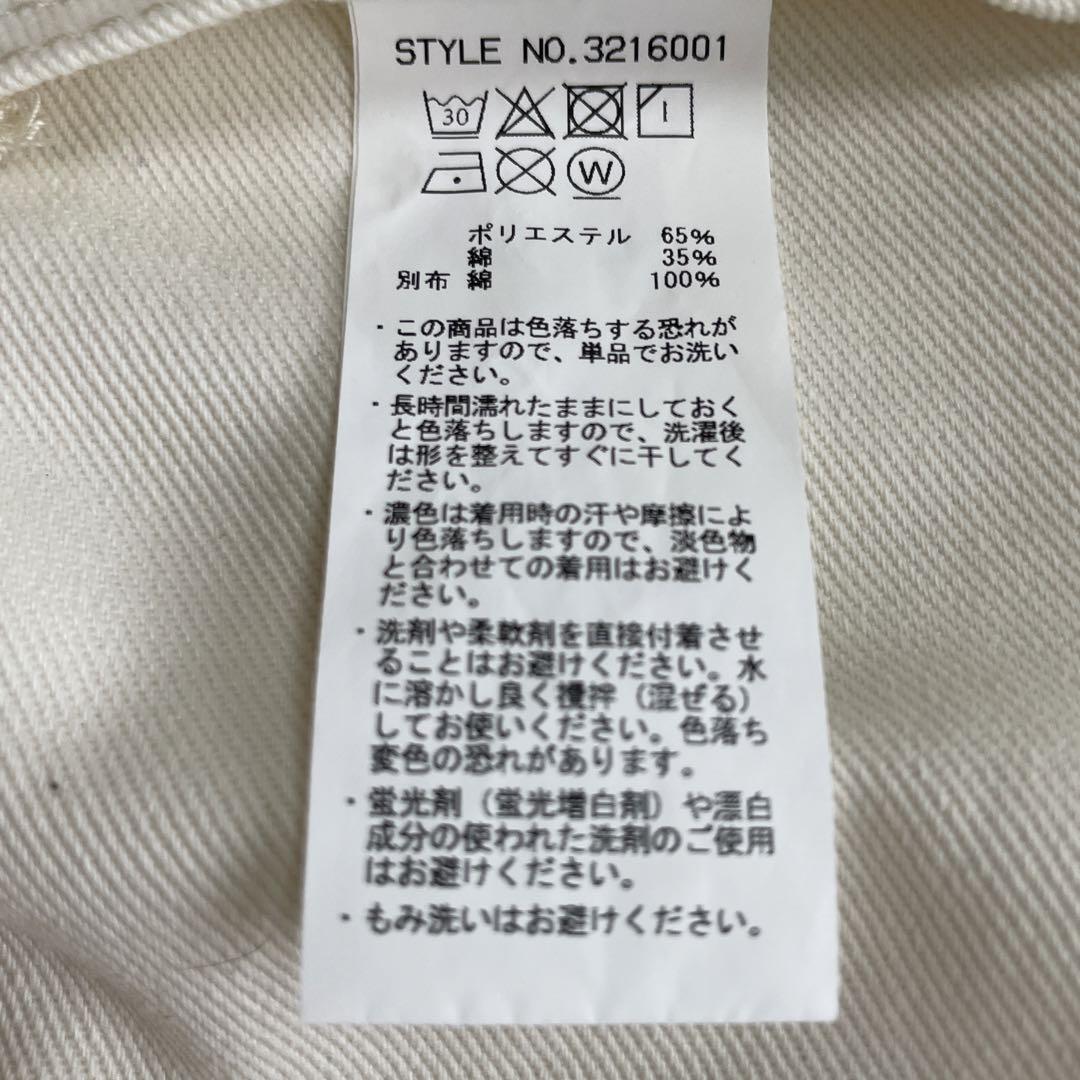 STYLE NO.3216001
30
W
ポリエステル 65%
綿 35%
別布 綿 100%
・この商品は色落ちする恐れが
ありますので、単品でお洗い
ください。
・長時間濡れたままにしておく
と色落ちしますので、洗濯後
は形を整えてすぐに干してく
ださい。
・濃色は着用時の汗や摩擦によ
り色落ちしますので、淡色物
と合わせての着用はお避けく
ださい。
・洗剤や柔軟剤を直接付着させ
ることはお避けください。水
に溶かし良く攪拌(混ぜる)
してお使いください。色落ち
変色の恐れがあります。
・蛍光剤(蛍光増白剤)や漂白
成分の使われた洗剤のご使用
はお避けください。
・もみ洗いはお避けください。